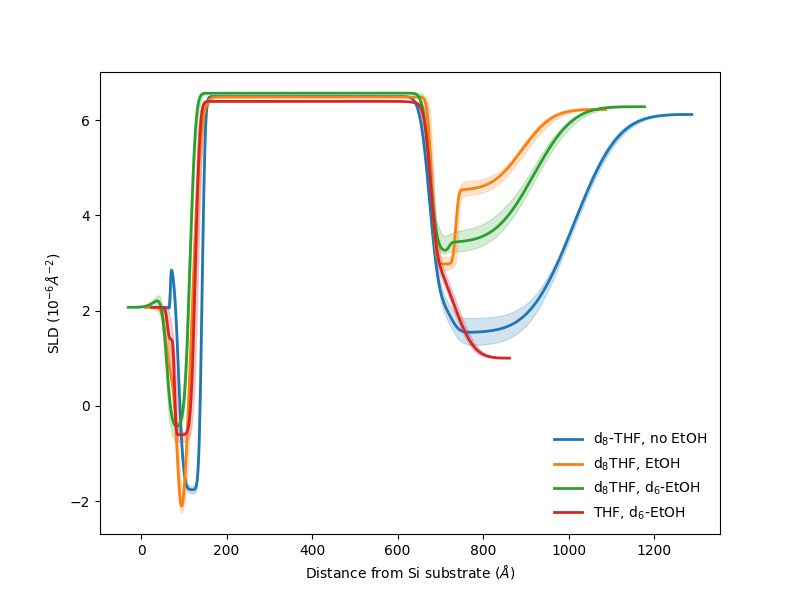 SLD (10⁻⁶Å⁻²)
6
4
2
0
−2
0 200 400 600 800 1000 1200
Distance from Si substrate (Å)
d₈-THF, no EtOH
d₈THF, EtOH
d₈THF, d₆-EtOH
THF, d₆-EtOH